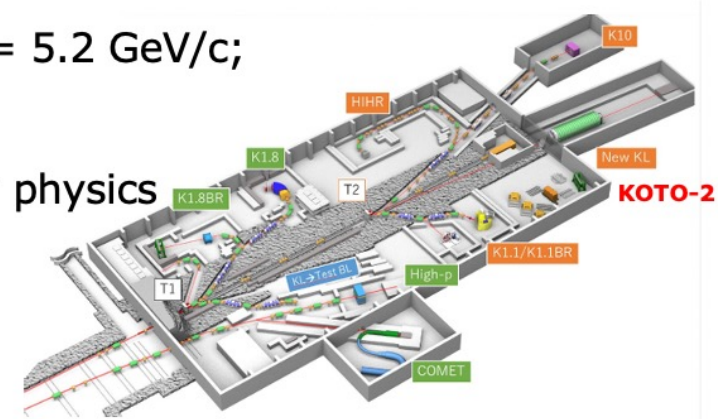 = 5.2 GeV/c;
physics
K10
HIHR
K1.8
New KL
T2
KOTO-2
K1.8BR
K1.1/K1.1BR
KL→Test BL
High-p
T1
COMET